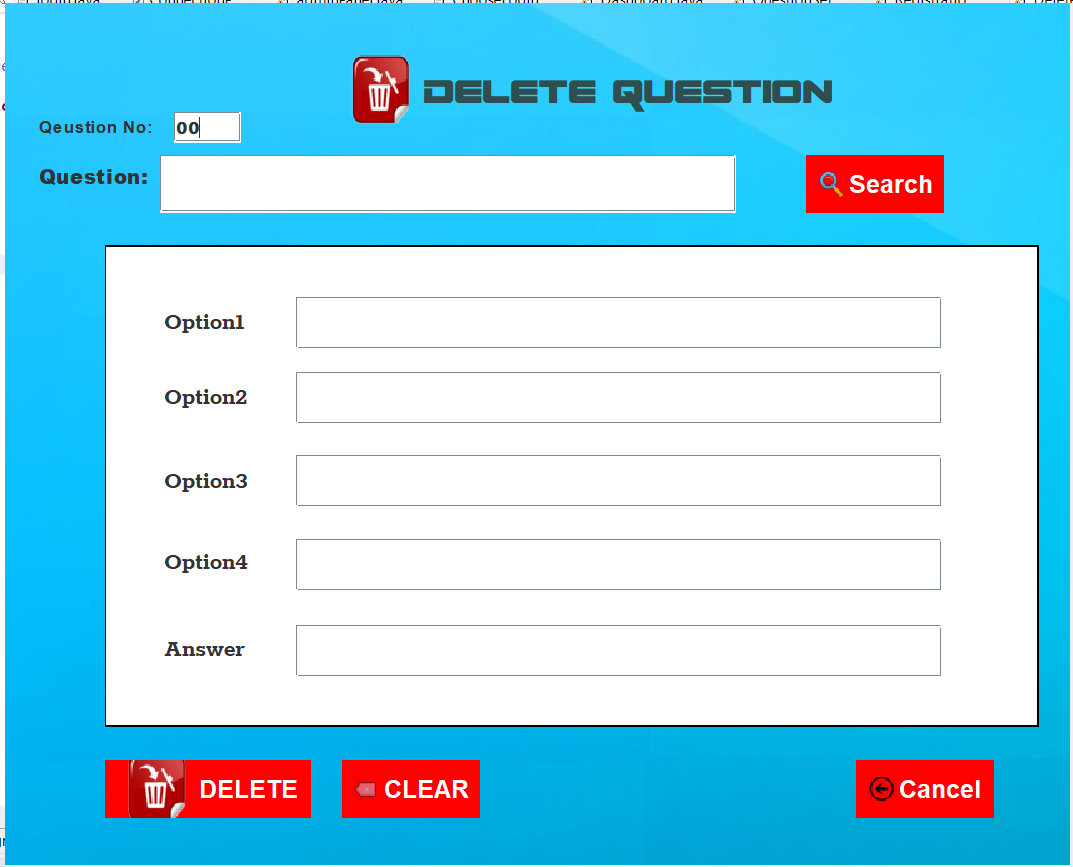 DELETE QUESTION
Qeustion No: 00
Question:
Search
Option1
Option2
Option3
Option4
Answer
DELETE
CLEAR
Cancel